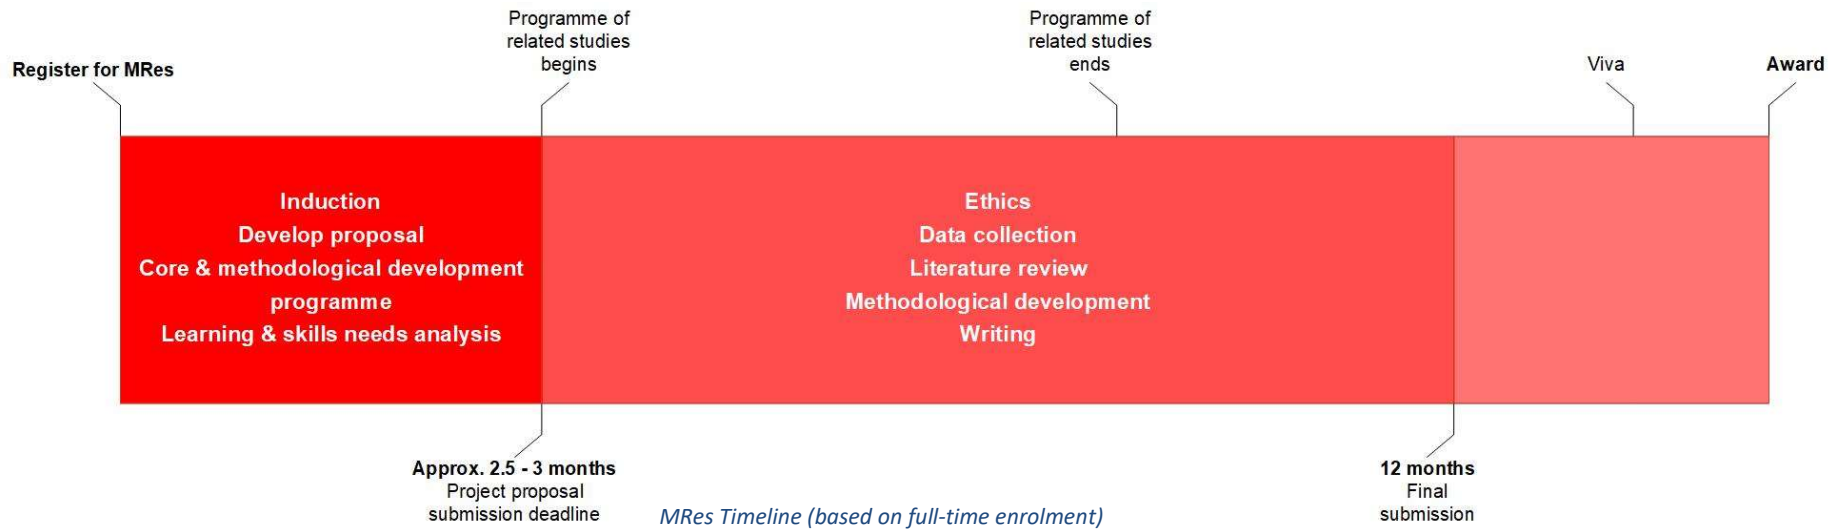 Programme of
related studies
begins
Programme of
related studies
ends
Register for MRes
Viva
Award
Induction
Develop proposal
Core & methodological development
programme
Learning & skills needs analysis
Ethics
Data collection
Literature review
Methodological development
Writing
Approx. 2.5 - 3 months
Project proposal
submission deadline
12 months
Final
submission
MRes Timeline (based on full-time enrolment)